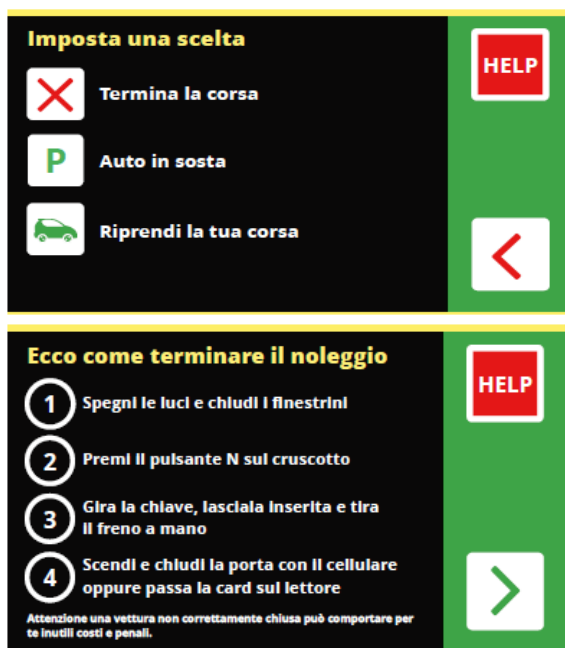 Imposta una scelta
HELP
Termina la corsa
P
Auto in sosta
Riprendi la tua corsa
Ecco come terminare il noleggio
HELP
1
Spegni le luci e chiudi i finestrini
2
Premi il pulsante N sul cruscotto
3
Gira la chiave, lasciala inserita e tira
il freno a mano
4
Scendi e chiudi la porta con il cellulare
oppure passa la card sul lettore
Attenzione una vettura non correttamente chiusa può comportare per
te inutili costi e penali.